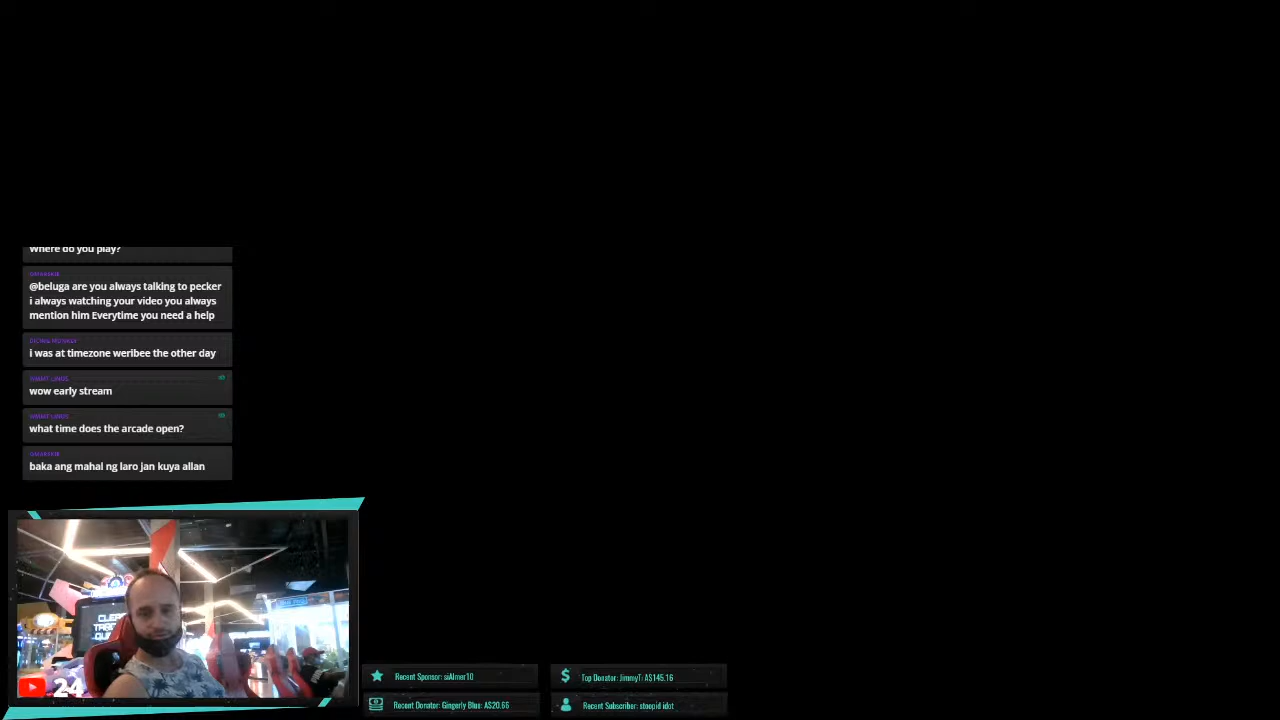 Where do you play?
@beluga are you always talking to pecker
i always watching your video you always
mention him Everytime you need a help
i was at timezone werlbee the other day
wow early stream
what time does the arcade open?
baka ang mahal ng laro jan kuya allan
24
Recent Sponsor: siAlmer10
Top Donator: JimmyT: A$145.16
Recent Donator: Gingerly Blue: A$20.66
Recent Subscriber: stoopid idot